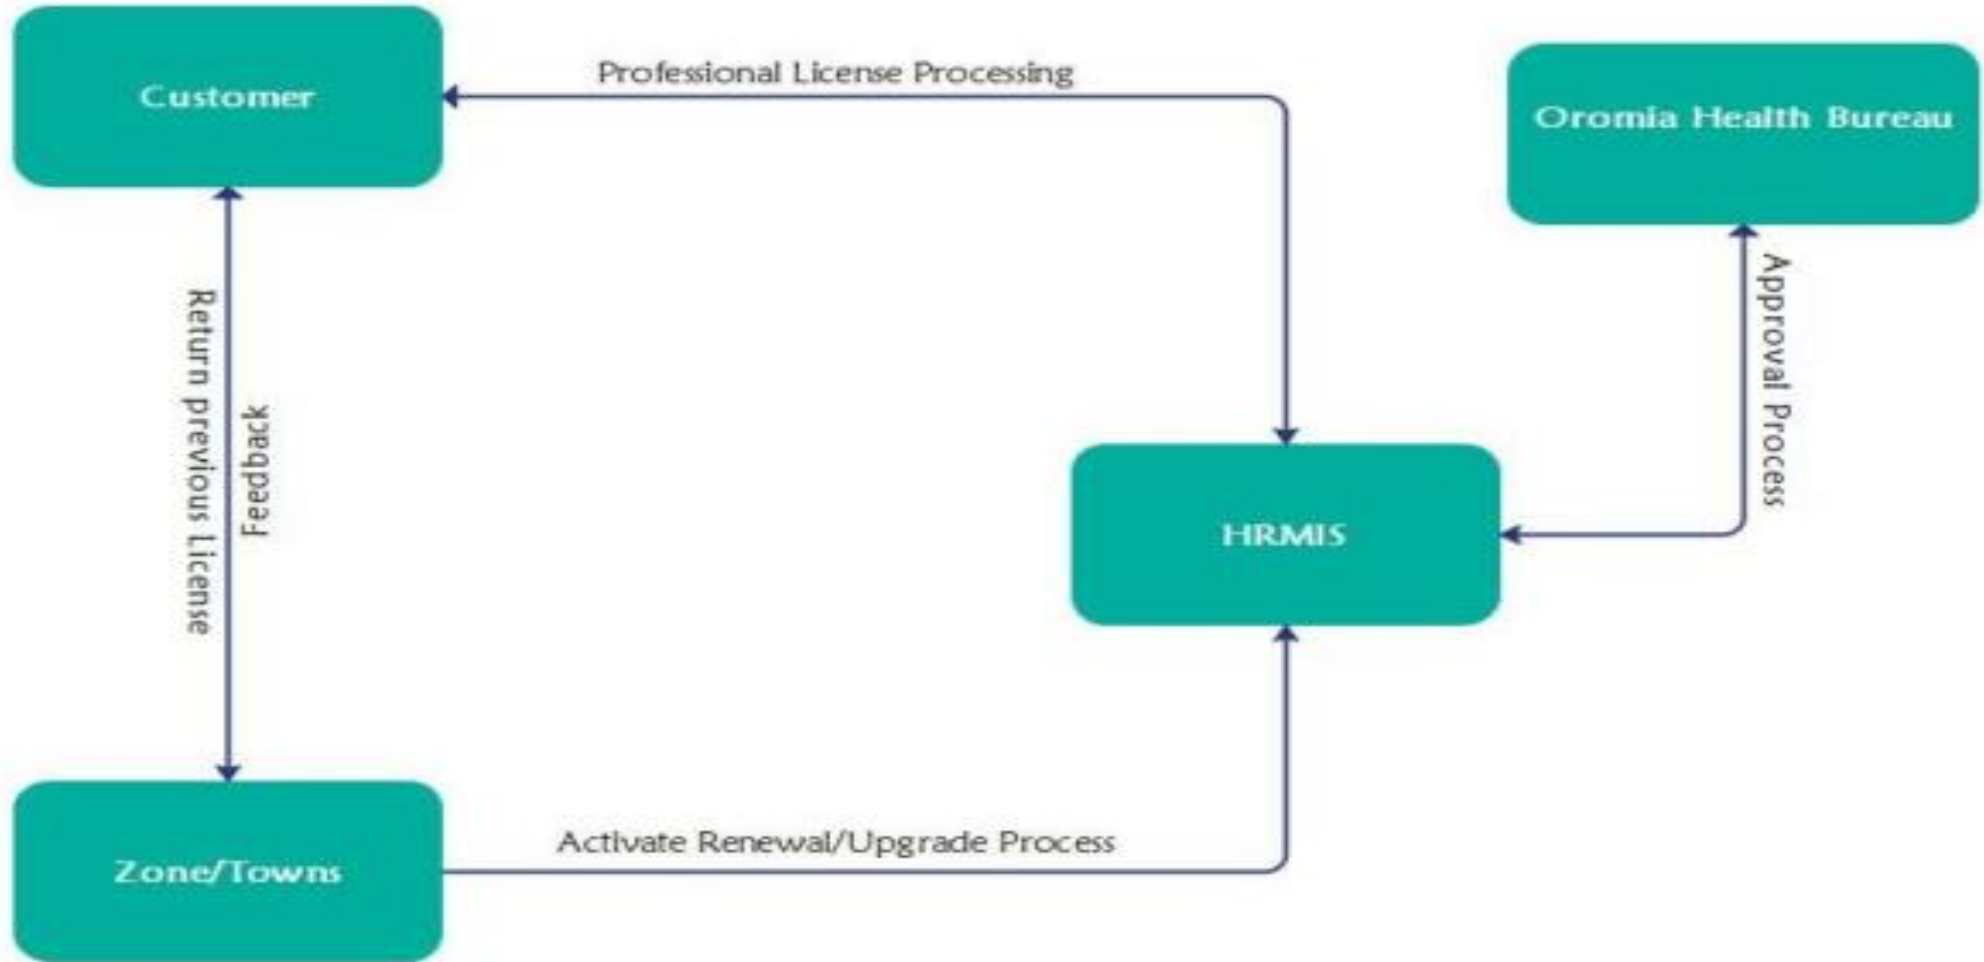 Customer
Professional License Processing
Oromia Health Bureau
Return previous License
Feedback
Approval Process
HRMIS
Activate Renewal/Upgrade Process
Zone/Towns